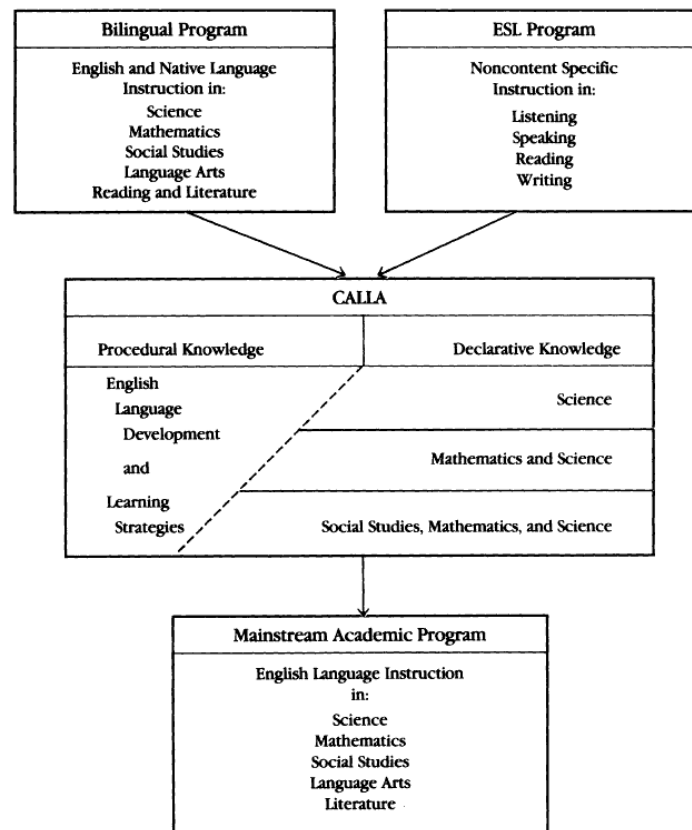 Bilingual Program
English and Native Language
Instruction in:
Science
Mathematics
Social Studies
Language Arts
Reading and Literature
ESL Program
Noncontent Specific
Instruction in:
Listening
Speaking
Reading
Writing
CALLA
Procedural Knowledge
Declarative Knowledge
English
Language
Development
and
Learning
Strategies
Science
Mathematics and Science
Social Studies, Mathematics, and Science
Mainstream Academic Program
English Language Instruction
in:
Science
Mathematics
Social Studies
Language Arts
Literature